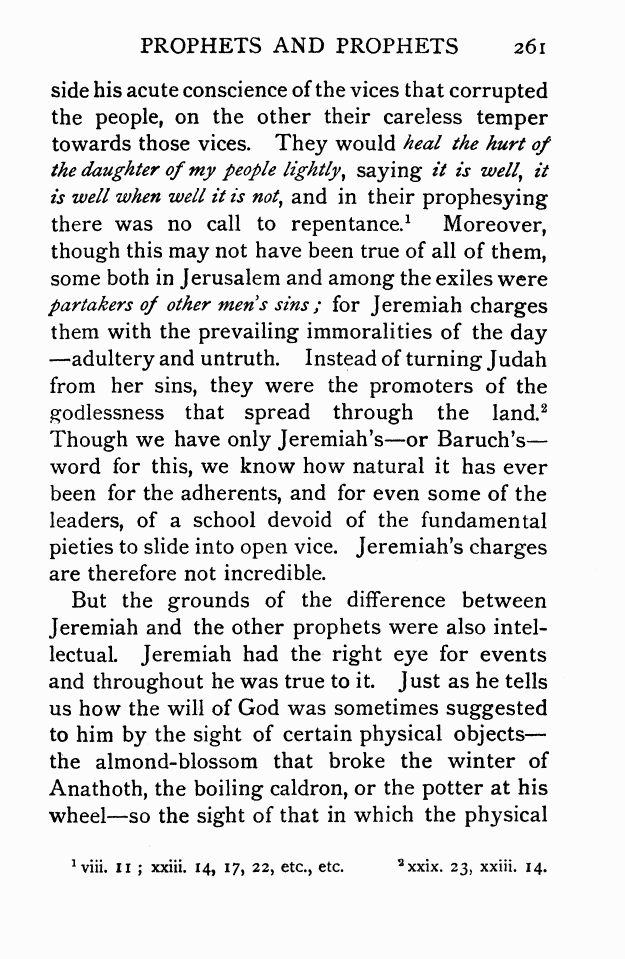 PROPHETS AND PROPHETS 261
side his acute conscience of the vices that corrupted
the people, on the other their careless temper
towards those vices. They would heal the hurt of
the daughter of my people lightly, saying it is well, it
is well when well it is not, and in their prophesying
there was no call to repentance.¹ Moreover,
though this may not have been true of all of them,
some both in Jerusalem and among the exiles were
partakers of other men's sins; for Jeremiah charges
them with the prevailing immoralities of the day
—adultery and untruth. Instead of turning Judah
from her sins, they were the promoters of the
godlessness that spread through the land.²
Though we have only Jeremiah's—or Baruch's—
word for this, we know how natural it has ever
been for the adherents, and for even some of the
leaders, of a school devoid of the fundamental
pieties to slide into open vice. Jeremiah's charges
are therefore not incredible.
But the grounds of the difference between
Jeremiah and the other prophets were also intel-
lectual. Jeremiah had the right eye for events
and throughout he was true to it. Just as he tells
us how the will of God was sometimes suggested
to him by the sight of certain physical objects—
the almond-blossom that broke the winter of
Anathoth, the boiling caldron, or the potter at his
wheel—so the sight of that in which the physical
¹ viii. 11; xxiii. 14, 17, 22, etc., etc. ² xxix. 23, xxiii. 14.